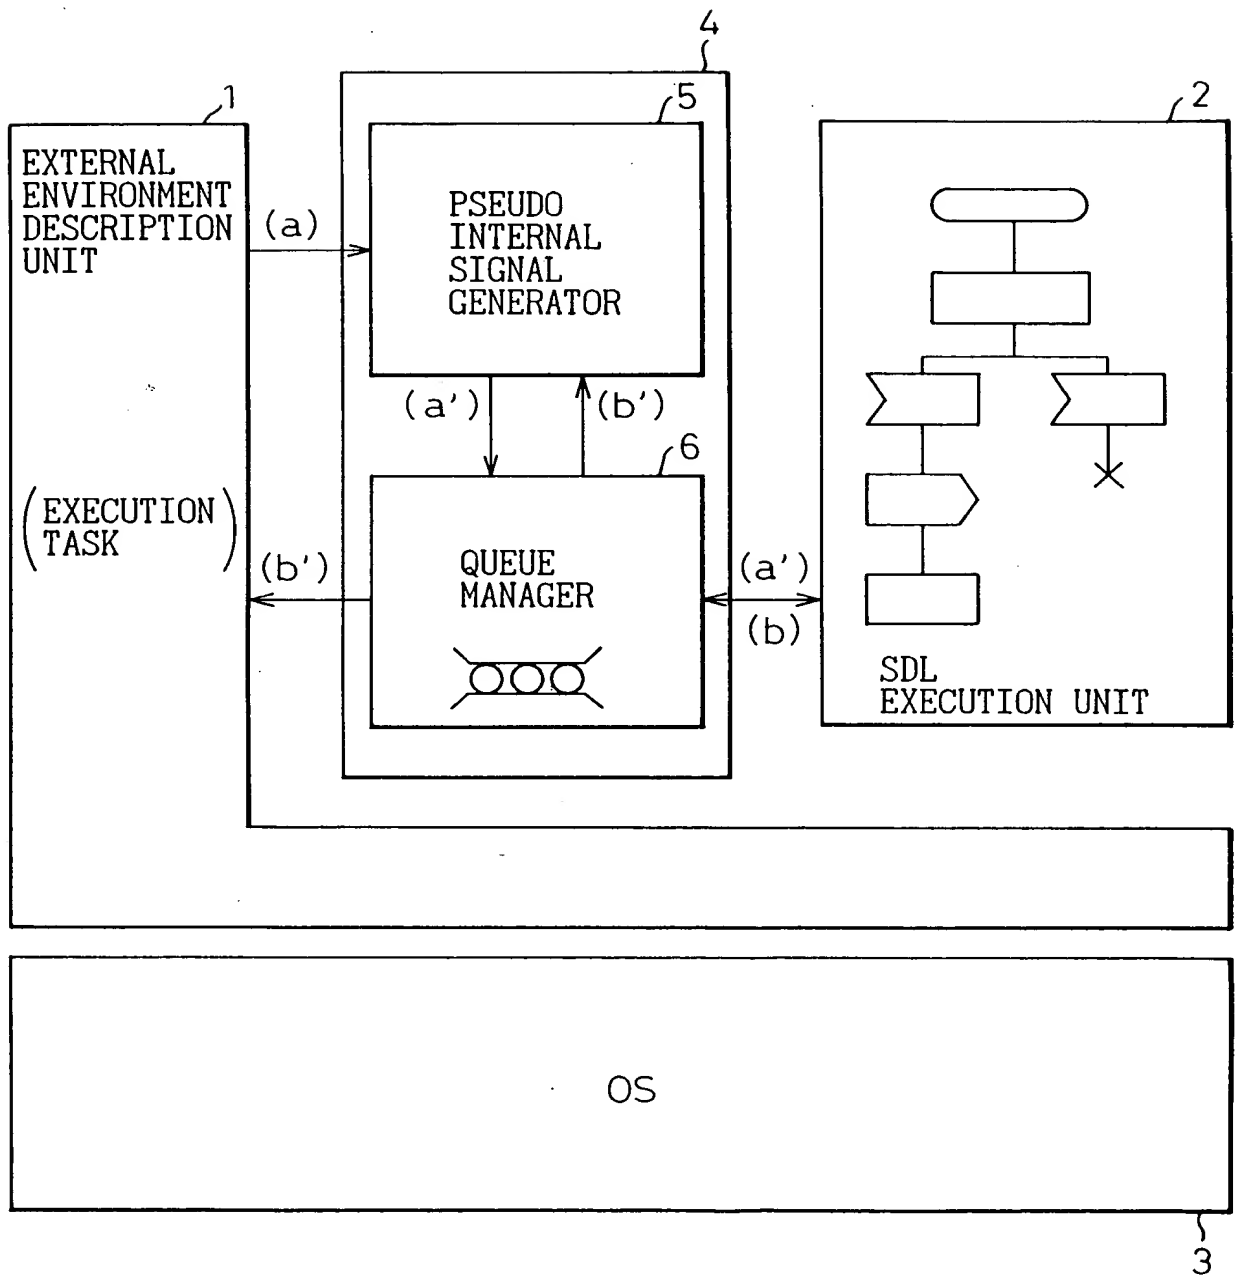 4
1
5
2
EXTERNAL
ENVIRONMENT
DESCRIPTION
UNIT
(a)
PSEUDO
INTERNAL
SIGNAL
GENERATOR
(a')
(b')
6
(EXECUTION
TASK)
(b')
QUEUE
MANAGER
(a')
(b)
SDL
EXECUTION UNIT
OS
3